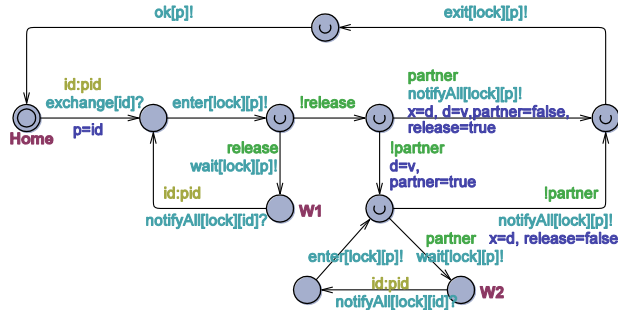 ok[p]!
exit[lock][p]!
id:pid
exchange[id]?
p=id
Home
enter[lock][p]!
!release
partner
notifyAll[lock][p]!
x=d, d=v,partner=false,
release=true
release
wait[lock][p]!
!partner
d=v,
partner=true
id:pid
notifyAll[lock][id]?
W1
!partner
notifyAll[lock][p]!
x=d, release=false
partner
wait[lock][p]!
enter[lock][p]!
id:pid
notifyAll[lock][id]?
W2